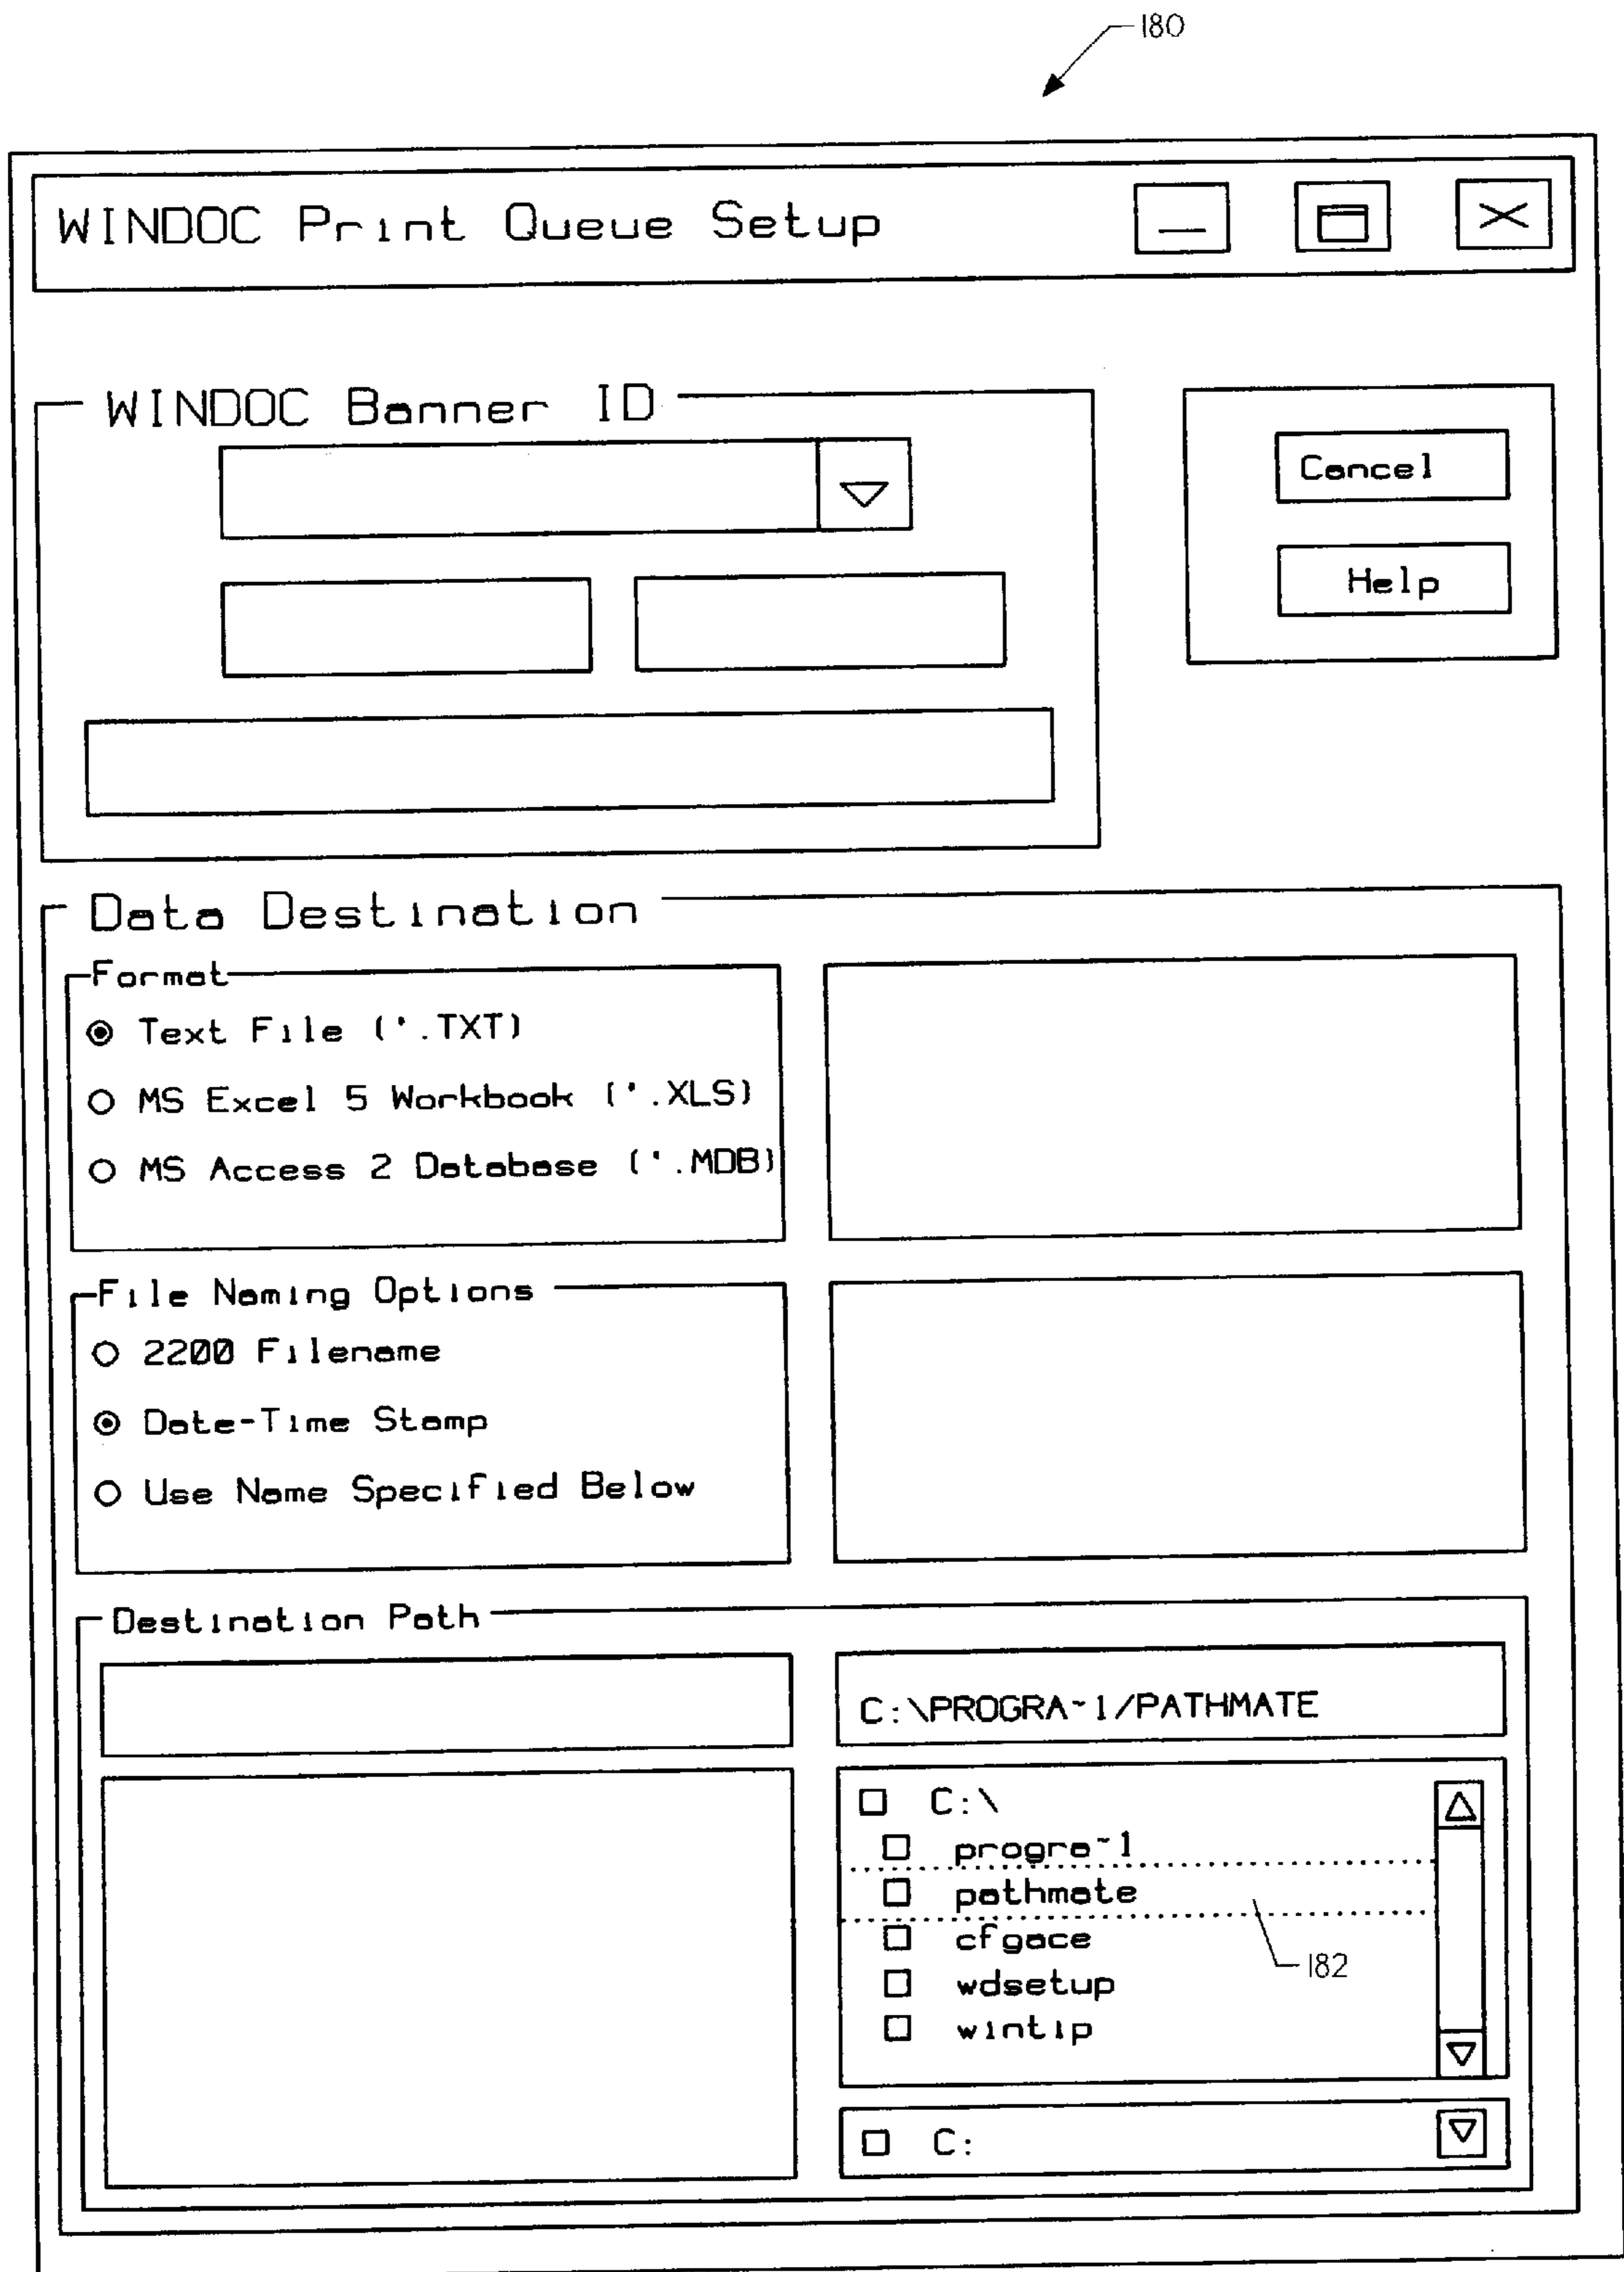 180
WINDOC Print Queue Setup
WINDOC Banner ID
Cancel
Help
Data Destination
Format
Text File ('.TXT)
MS Excel 5 Workbook ('.XLS)
MS Access 2 Database ('.MDB)
File Naming Options
2200 Filename
Date-Time Stamp
Use Name Specified Below
Destination Path
C:\PROGRA~1/PATHMATE
C:\
progra~1
pathmate
cfgace
182
wdsetup
wintip
C: